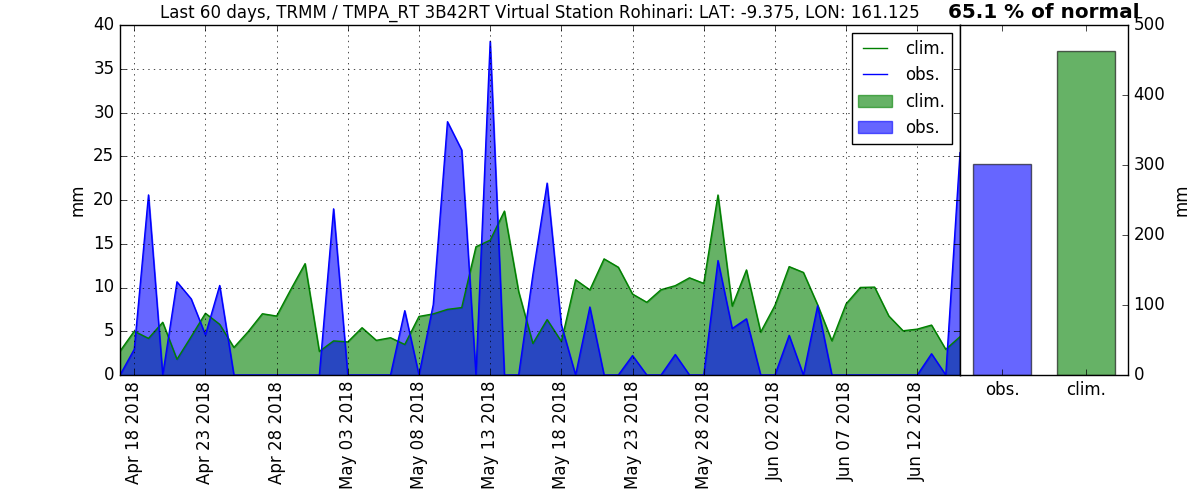 Last 60 days, TRMM / TMPA_RT 3B42RT Virtual Station Rohinari: LAT: -9.375, LON: 161.125
65.1 % of normal
40
35
30
25
20
15
10
5
0
mm
clim.
obs.
clim.
obs.
500
400
300
200
100
0
mm
Apr 18 2018
Apr 23 2018
Apr 28 2018
May 03 2018
May 08 2018
May 13 2018
May 18 2018
May 23 2018
May 28 2018
Jun 02 2018
Jun 07 2018
Jun 12 2018
obs.
clim.